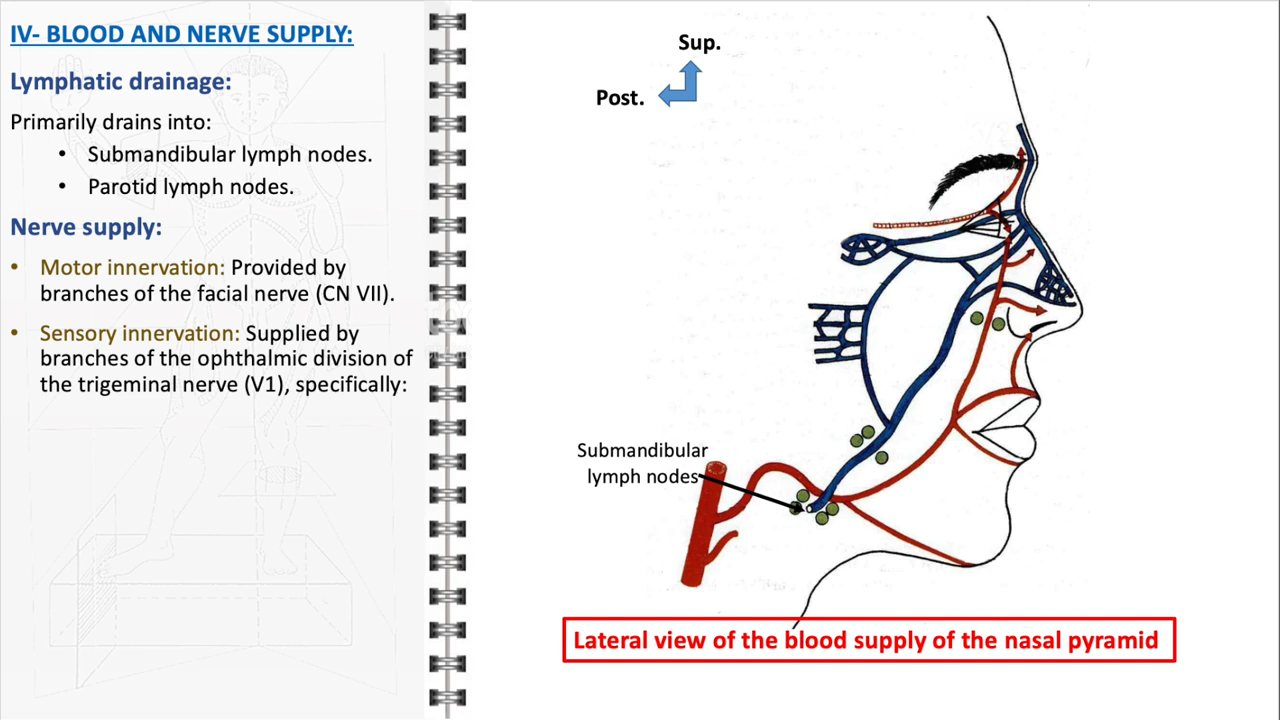 IV- BLOOD AND NERVE SUPPLY:
Lymphatic drainage:
Primarily drains into:
• Submandibular lymph nodes.
• Parotid lymph nodes.
Nerve supply:
• Motor innervation: Provided by
branches of the facial nerve (CN VII).
• Sensory innervation: Supplied by
branches of the ophthalmic division of
the trigeminal nerve (V1), specifically:
Sup.
Post.
Submandibular
lymph nodes
Lateral view of the blood supply of the nasal pyramid